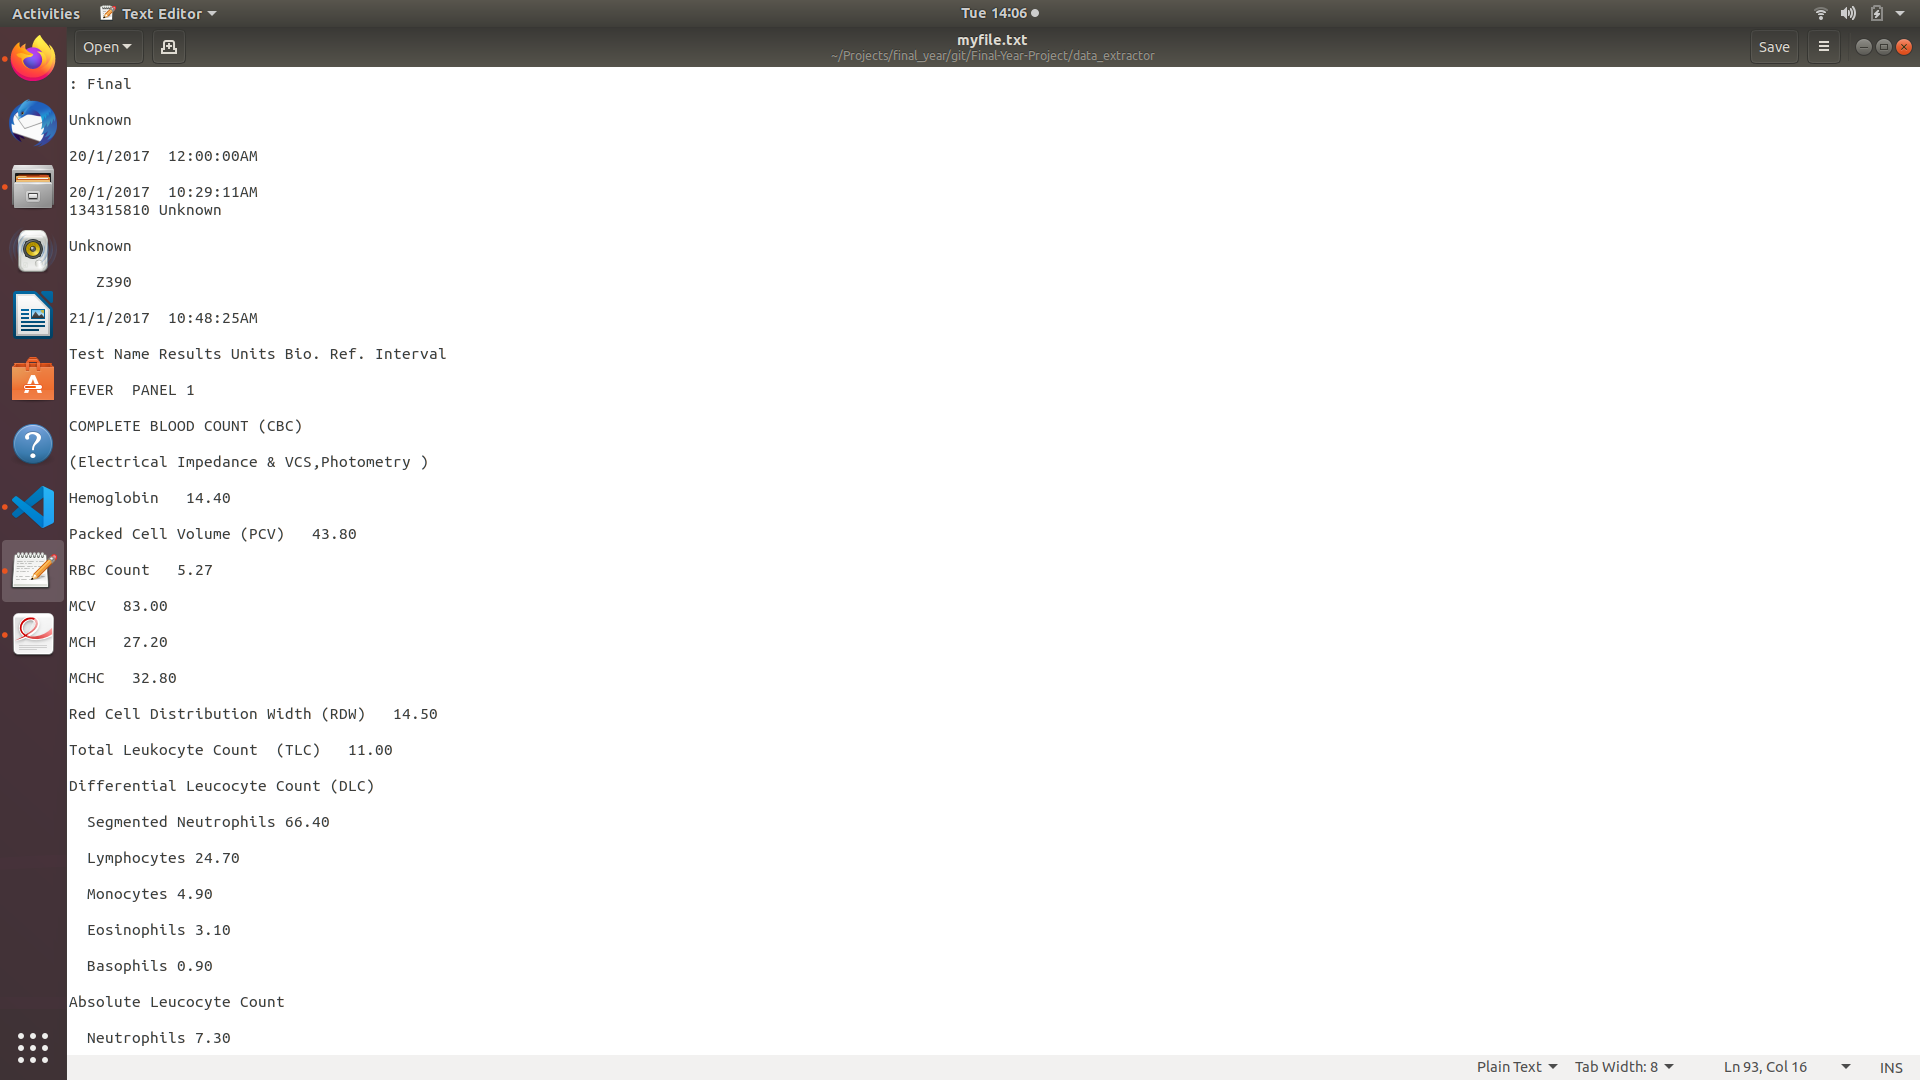 Activities Text Editor Tue 14:06
Open myfile.txt Save
~/Projects/final_year/git/Final-Year-Project/data_extractor
: Final
Unknown
20/1/2017  12:00:00AM
20/1/2017  10:29:11AM
134315810 Unknown
Unknown
   Z390
21/1/2017  10:48:25AM
Test Name Results Units Bio. Ref. Interval
FEVER  PANEL 1
COMPLETE BLOOD COUNT (CBC)
(Electrical Impedance & VCS,Photometry )
Hemoglobin   14.40
Packed Cell Volume (PCV)   43.80
RBC Count   5.27
MCV   83.00
MCH   27.20
MCHC   32.80
Red Cell Distribution Width (RDW)   14.50
Total Leukocyte Count  (TLC)   11.00
Differential Leucocyte Count (DLC)
  Segmented Neutrophils 66.40
  Lymphocytes 24.70
  Monocytes 4.90
  Eosinophils 3.10
  Basophils 0.90
Absolute Leucocyte Count
  Neutrophils 7.30
Plain Text Tab Width: 8 Ln 93, Col 16 INS